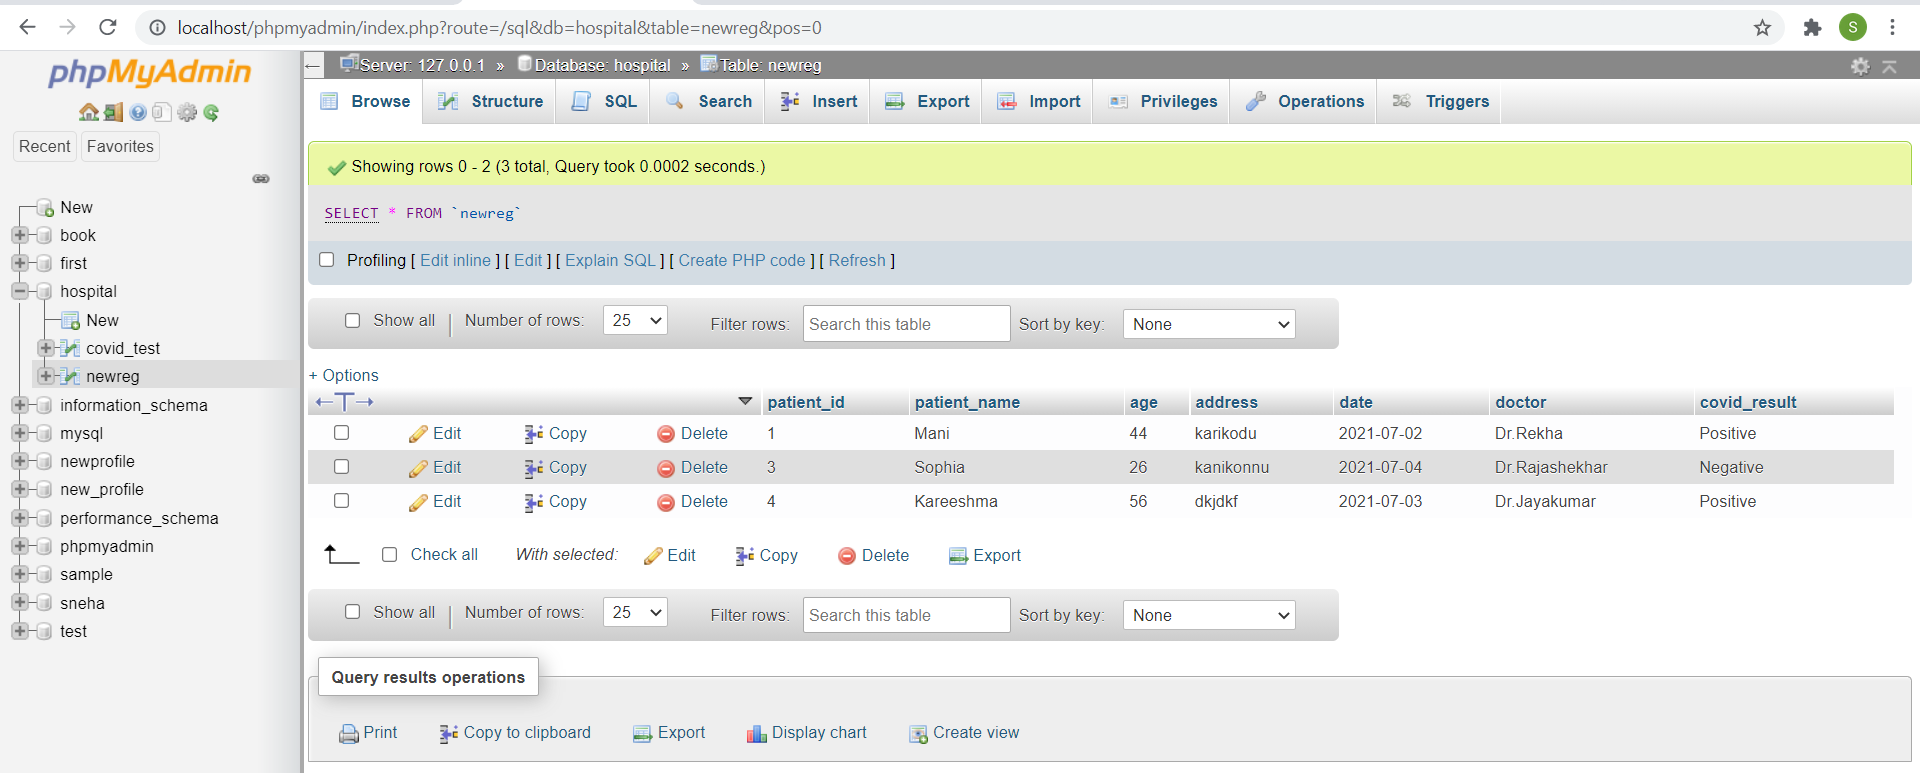 localhost/phpmyadmin/index.php?route=/sql&db=hospital&table=newreg&pos=0
S
phpMyAdmin
Recent Favorites
New
book
first
hospital
New
covid_test
newreg
information_schema
mysql
newprofile
new_profile
performance_schema
phpmyadmin
sample
sneha
test
Server: 127.0.0.1 » Database: hospital » Table: newreg
Browse Structure SQL Search Insert Export Import Privileges Operations Triggers
Showing rows 0 - 2 (3 total, Query took 0.0002 seconds.)
SELECT * FROM `newreg`
Profiling [ Edit inline ] [ Edit ] [ Explain SQL ] [ Create PHP code ] [ Refresh ]
Show all | Number of rows: 25 Filter rows: Search this table Sort by key: None
+ Options
patient_id patient_name age address date doctor covid_result
Edit Copy Delete 1 Mani 44 karikodu 2021-07-02 Dr.Rekha Positive
Edit Copy Delete 3 Sophia 26 kanikonnu 2021-07-04 Dr.Rajashekhar Negative
Edit Copy Delete 4 Kareeshma 56 dkjdkf 2021-07-03 Dr.Jayakumar Positive
Check all With selected: Edit Copy Delete Export
Show all | Number of rows: 25 Filter rows: Search this table Sort by key: None
Query results operations
Print Copy to clipboard Export Display chart Create view